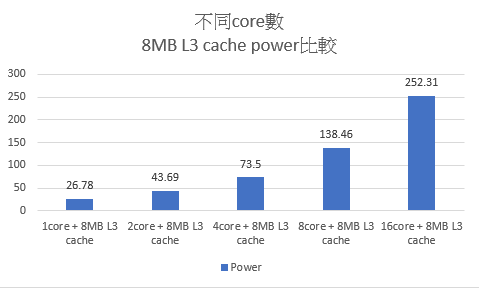 不同core數
8MB L3 cache power比較
300
250
200
150
100
50
0
26.78
43.69
73.5
138.46
252.31
1core + 8MB L3 cache
2core + 8MB L3 cache
4core + 8MB L3 cache
8core + 8MB L3 cache
16core + 8MB L3 cache
Power